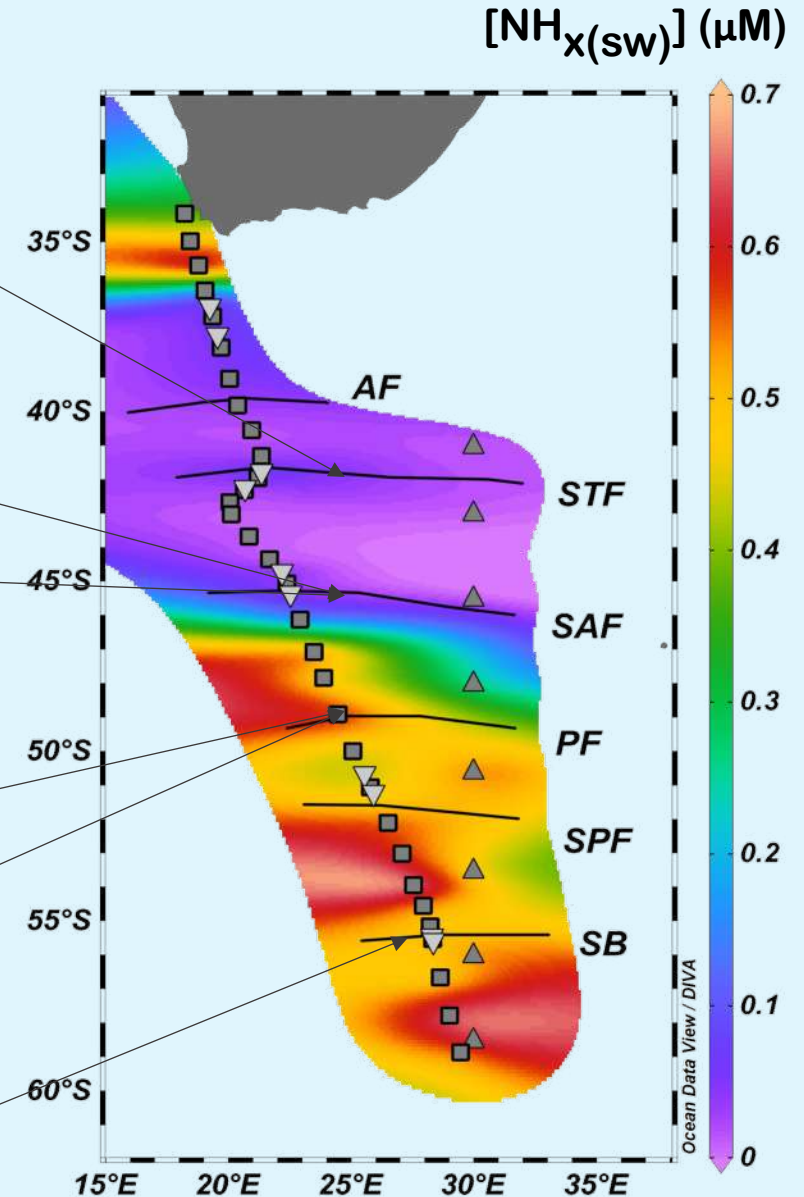 [NHx(sw)] (µM)
0.7
0.6
0.5
0.4
0.3
0.2
0.1
0
35°S
40°S
45°S
50°S
55°S
60°S
AF
STF
SAF
PF
SPF
SB
Ocean Data View / DIVA
15°E
20°E
25°E
30°E
35°E